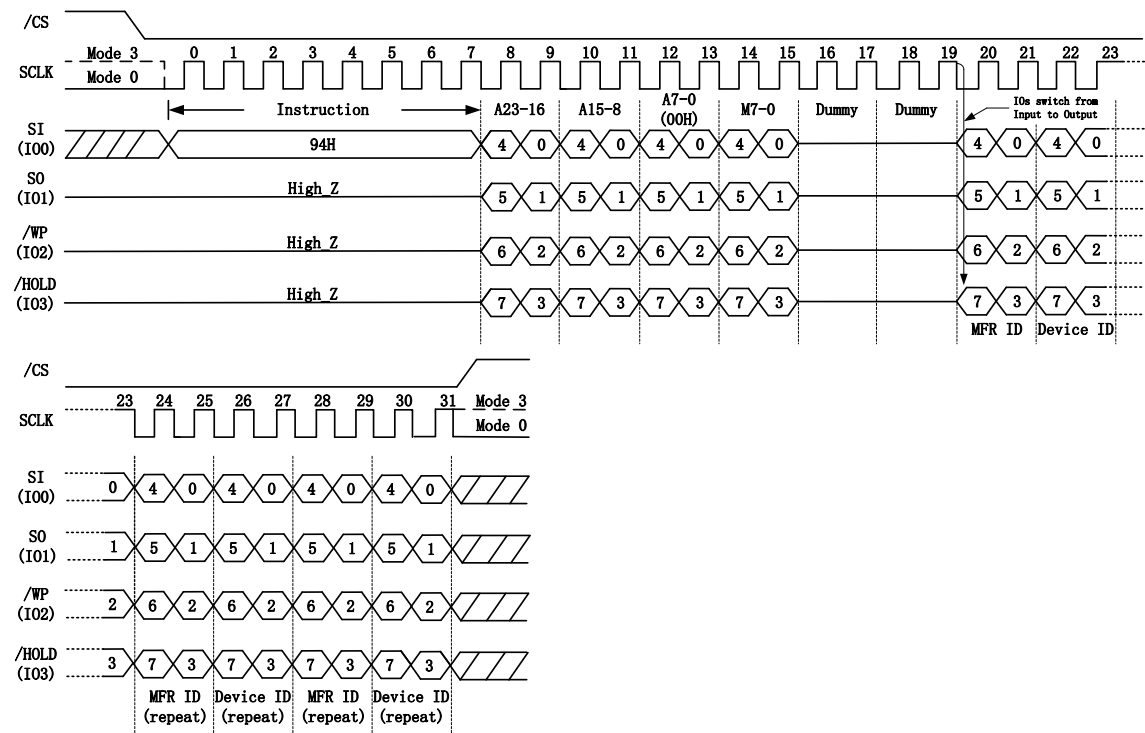 /CS
Mode 3 0 1 2 3 4 5 6 7 8 9 10 11 12 13 14 15 16 17 18 19 20 21 22 23
SCLK
Mode 0
Instruction A23-16 A15-8 A7-0 M7-0 Dummy Dummy IOs switch from
(00H) Input to Output
SI
(IO0) 94H 4 0 4 0 4 0 4 0 4 0 4 0
SO
(IO1) High_Z 5 1 5 1 5 1 5 1 5 1 5 1
/WP
(IO2) High_Z 6 2 6 2 6 2 6 2 6 2 6 2
/HOLD
(IO3) High_Z 7 3 7 3 7 3 7 3 7 3 7 3
MFR ID Device ID
/CS
23 24 25 26 27 28 29 30 31 Mode 3
SCLK
Mode 0
SI
(IO0) 0 4 0 4 0 4 0 4 0
SO
(IO1) 1 5 1 5 1 5 1 5 1
/WP
(IO2) 2 6 2 6 2 6 2 6 2
/HOLD
(IO3) 3 7 3 7 3 7 3 7 3
MFR ID Device ID MFR ID Device ID
(repeat) (repeat) (repeat) (repeat)